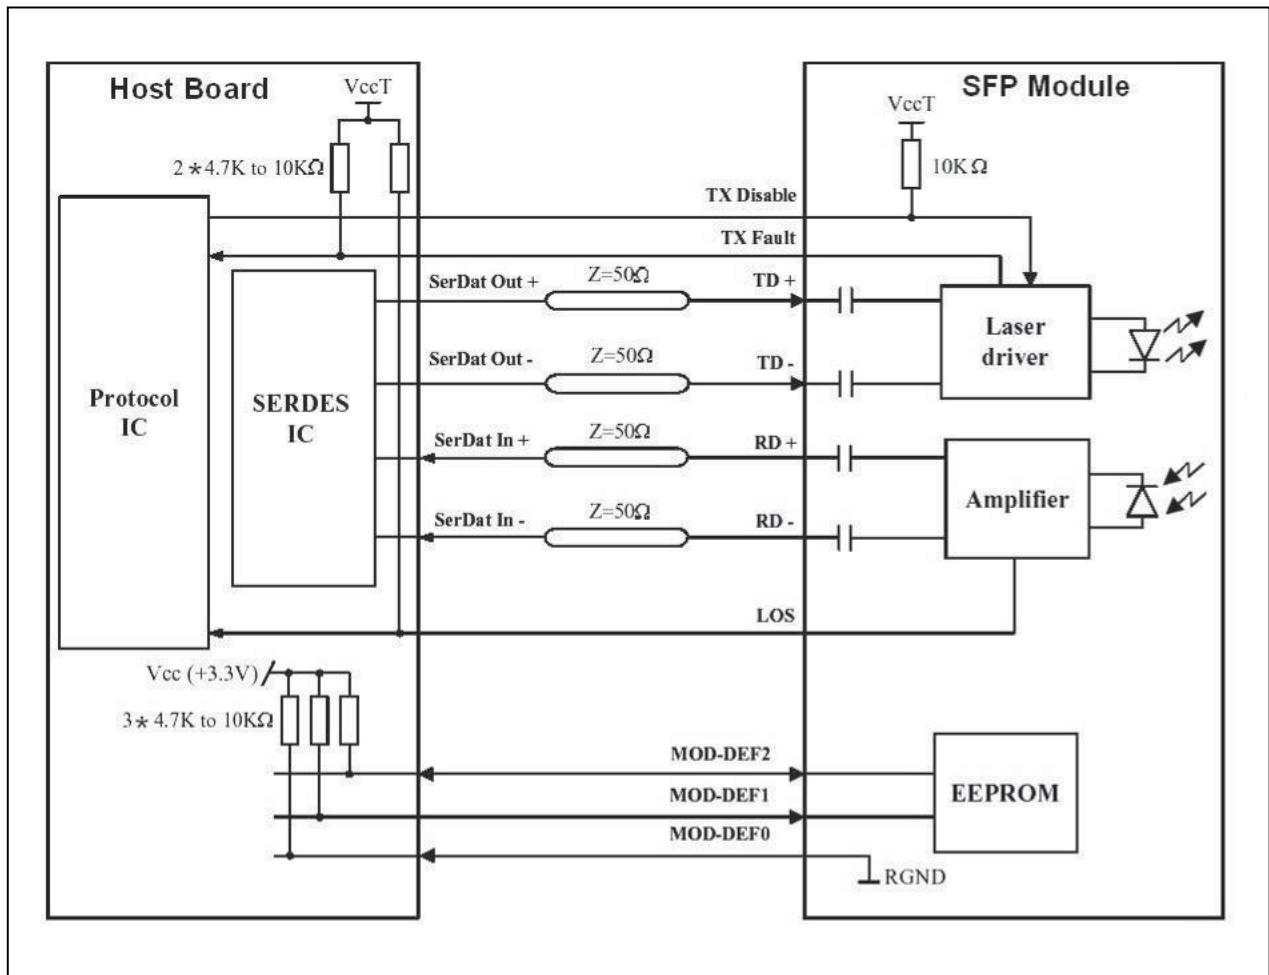 Host Board
VccT
2*4.7K to 10KΩ
SFP Module
VccT
10KΩ
TX Disable
TX Fault
SerDat Out +
Z=50Ω
TD +
SerDat Out -
Z=50Ω
TD -
Laser
driver
Protocol
IC
SERDES
IC
SerDat In +
Z=50Ω
RD +
Amplifier
SerDat In -
Z=50Ω
RD -
LOS
Vcc (+3.3V)
3* 4.7K to 10KΩ
MOD-DEF2
MOD-DEF1
MOD-DEF0
EEPROM
RGND